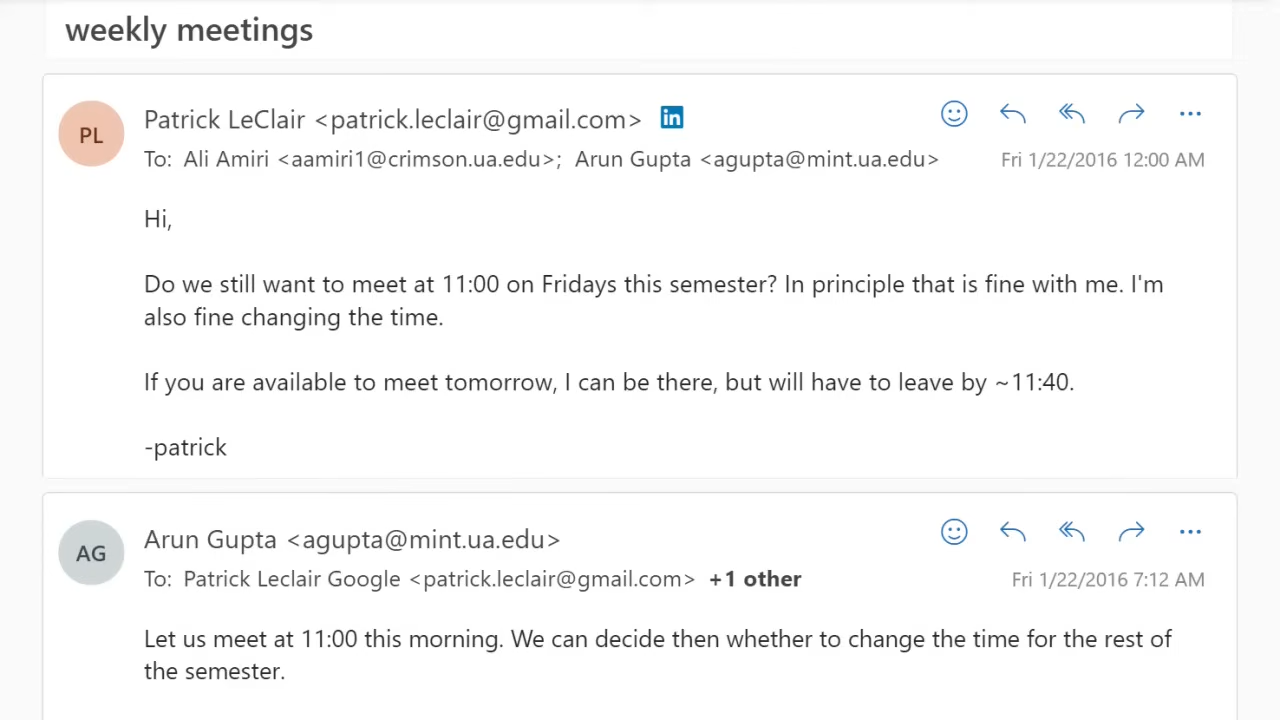 weekly meetings
PL
Patrick LeClair <patrick.leclair@gmail.com> in
To: Ali Amiri <aamiri1@crimson.ua.edu>; Arun Gupta <agupta@mint.ua.edu>
Fri 1/22/2016 12:00 AM
Hi,
Do we still want to meet at 11:00 on Fridays this semester? In principle that is fine with me. I'm
also fine changing the time.
If you are available to meet tomorrow, I can be there, but will have to leave by ~11:40.
-patrick
AG
Arun Gupta <agupta@mint.ua.edu>
To: Patrick Leclair Google <patrick.leclair@gmail.com> +1 other
Fri 1/22/2016 7:12 AM
Let us meet at 11:00 this morning. We can decide then whether to change the time for the rest of
the semester.